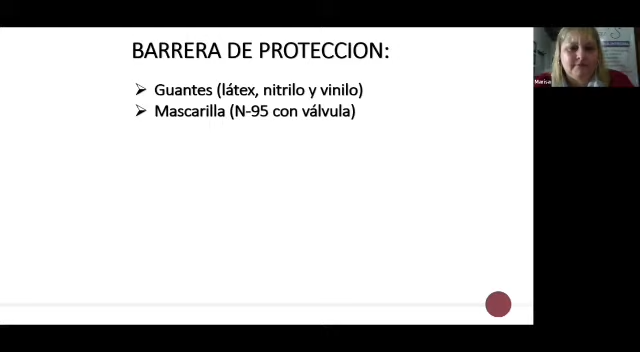 BARRERA DE PROTECCION:
Guantes (látex, nitrilo y vinilo)
Mascarilla (N-95 con válvula)